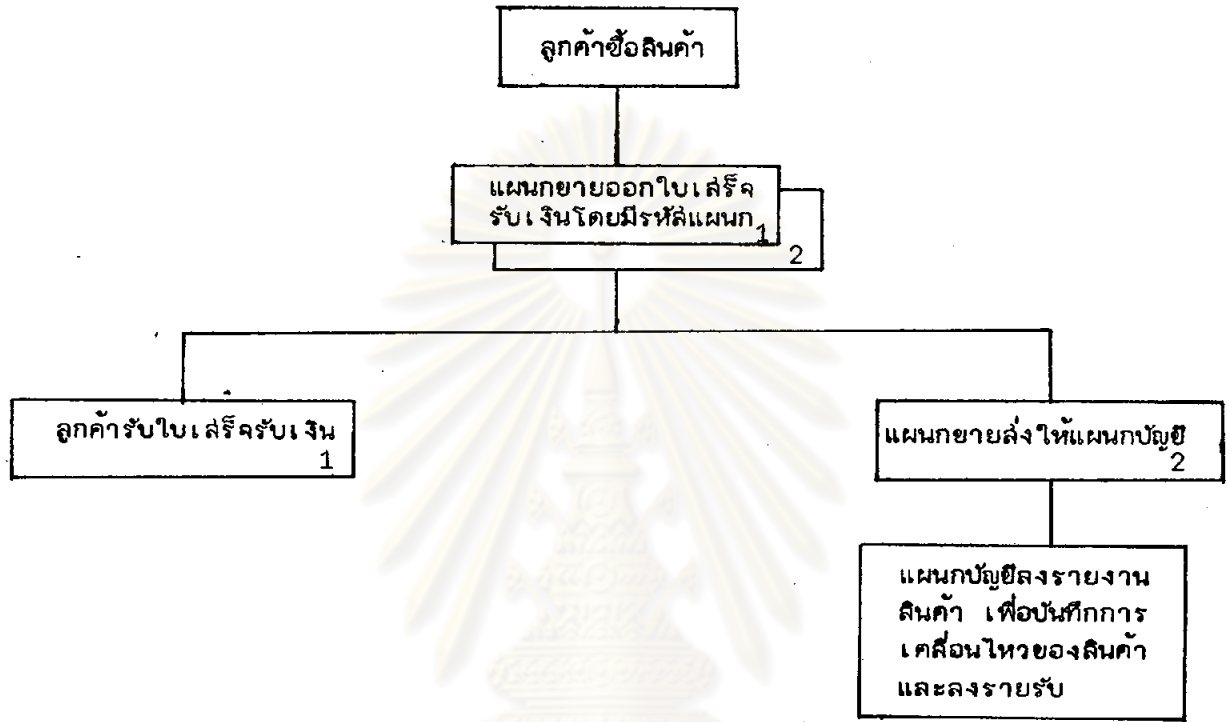 ลูกค้าซื้อสินค้า
แผนกขายออกใบเสร็จ
รับเงินโดยมีรหัสแผนก
1
2
ลูกค้ารับใบเสร็จรับเงิน
1
แผนกขายส่งให้แผนกบัญชี
2
แผนกบัญชีลงรายงาน
สินค้า เพื่อบันทึกการ
เคลื่อนไหวของสินค้า
และลงรายรับ